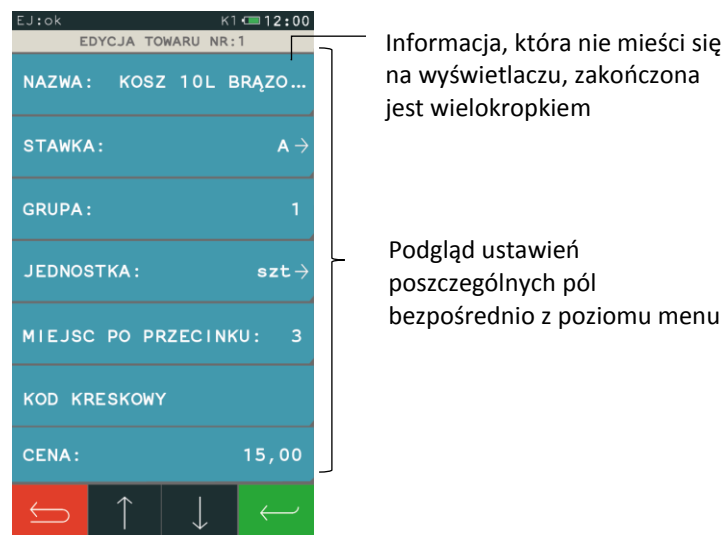 EJ:ok K1 12:00
EDYCJA TOWARU NR:1
NAZWA: KOSZ 10L BRĄZO...
STAWKA: A
GRUPA: 1
JEDNOSTKA: szt
MIEJSC PO PRZECINKU: 3
KOD KRESKOWY
CENA: 15,00
Informacja, która nie mieści się
na wyświetlaczu, zakończona
jest wielokropkiem
Podgląd ustawień
poszczególnych pól
bezpośrednio z poziomu menu